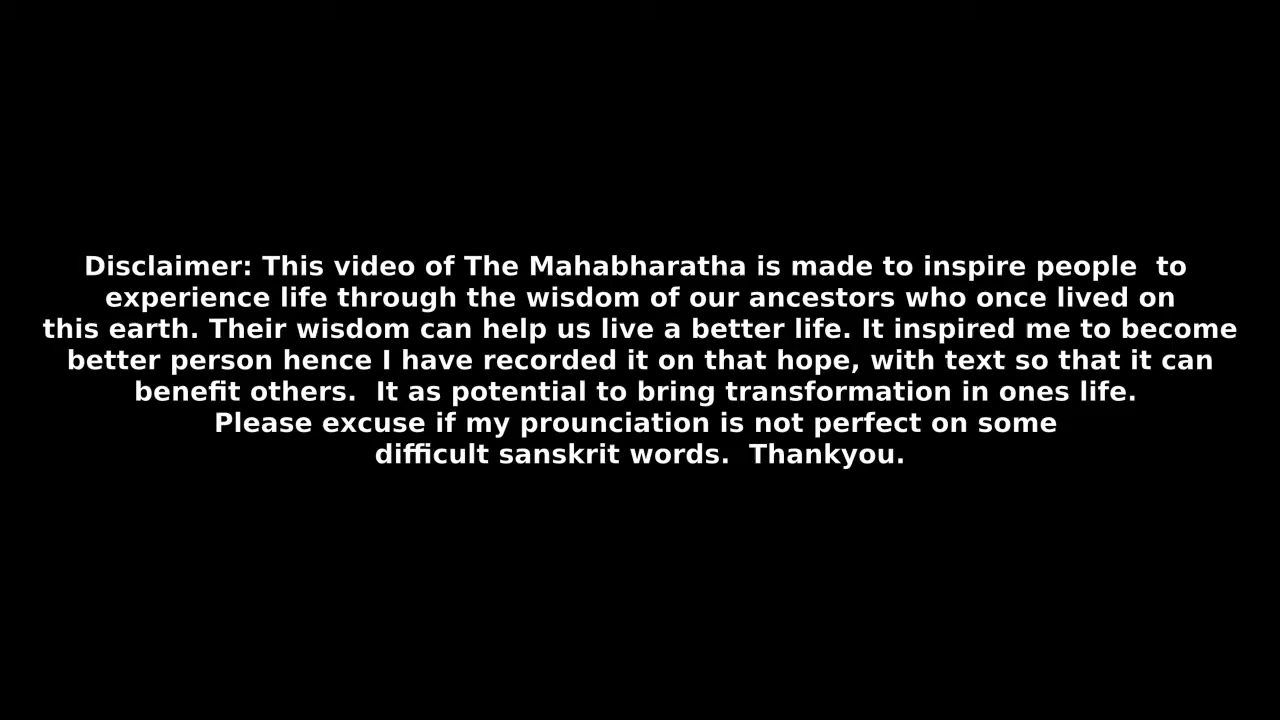 Disclaimer: This video of The Mahabharatha is made to inspire people  to
experience life through the wisdom of our ancestors who once lived on
this earth. Their wisdom can help us live a better life. It inspired me to become
better person hence I have recorded it on that hope, with text so that it can
benefit others.  It as potential to bring transformation in ones life.
Please excuse if my prounciation is not perfect on some
difficult sanskrit words.  Thankyou.